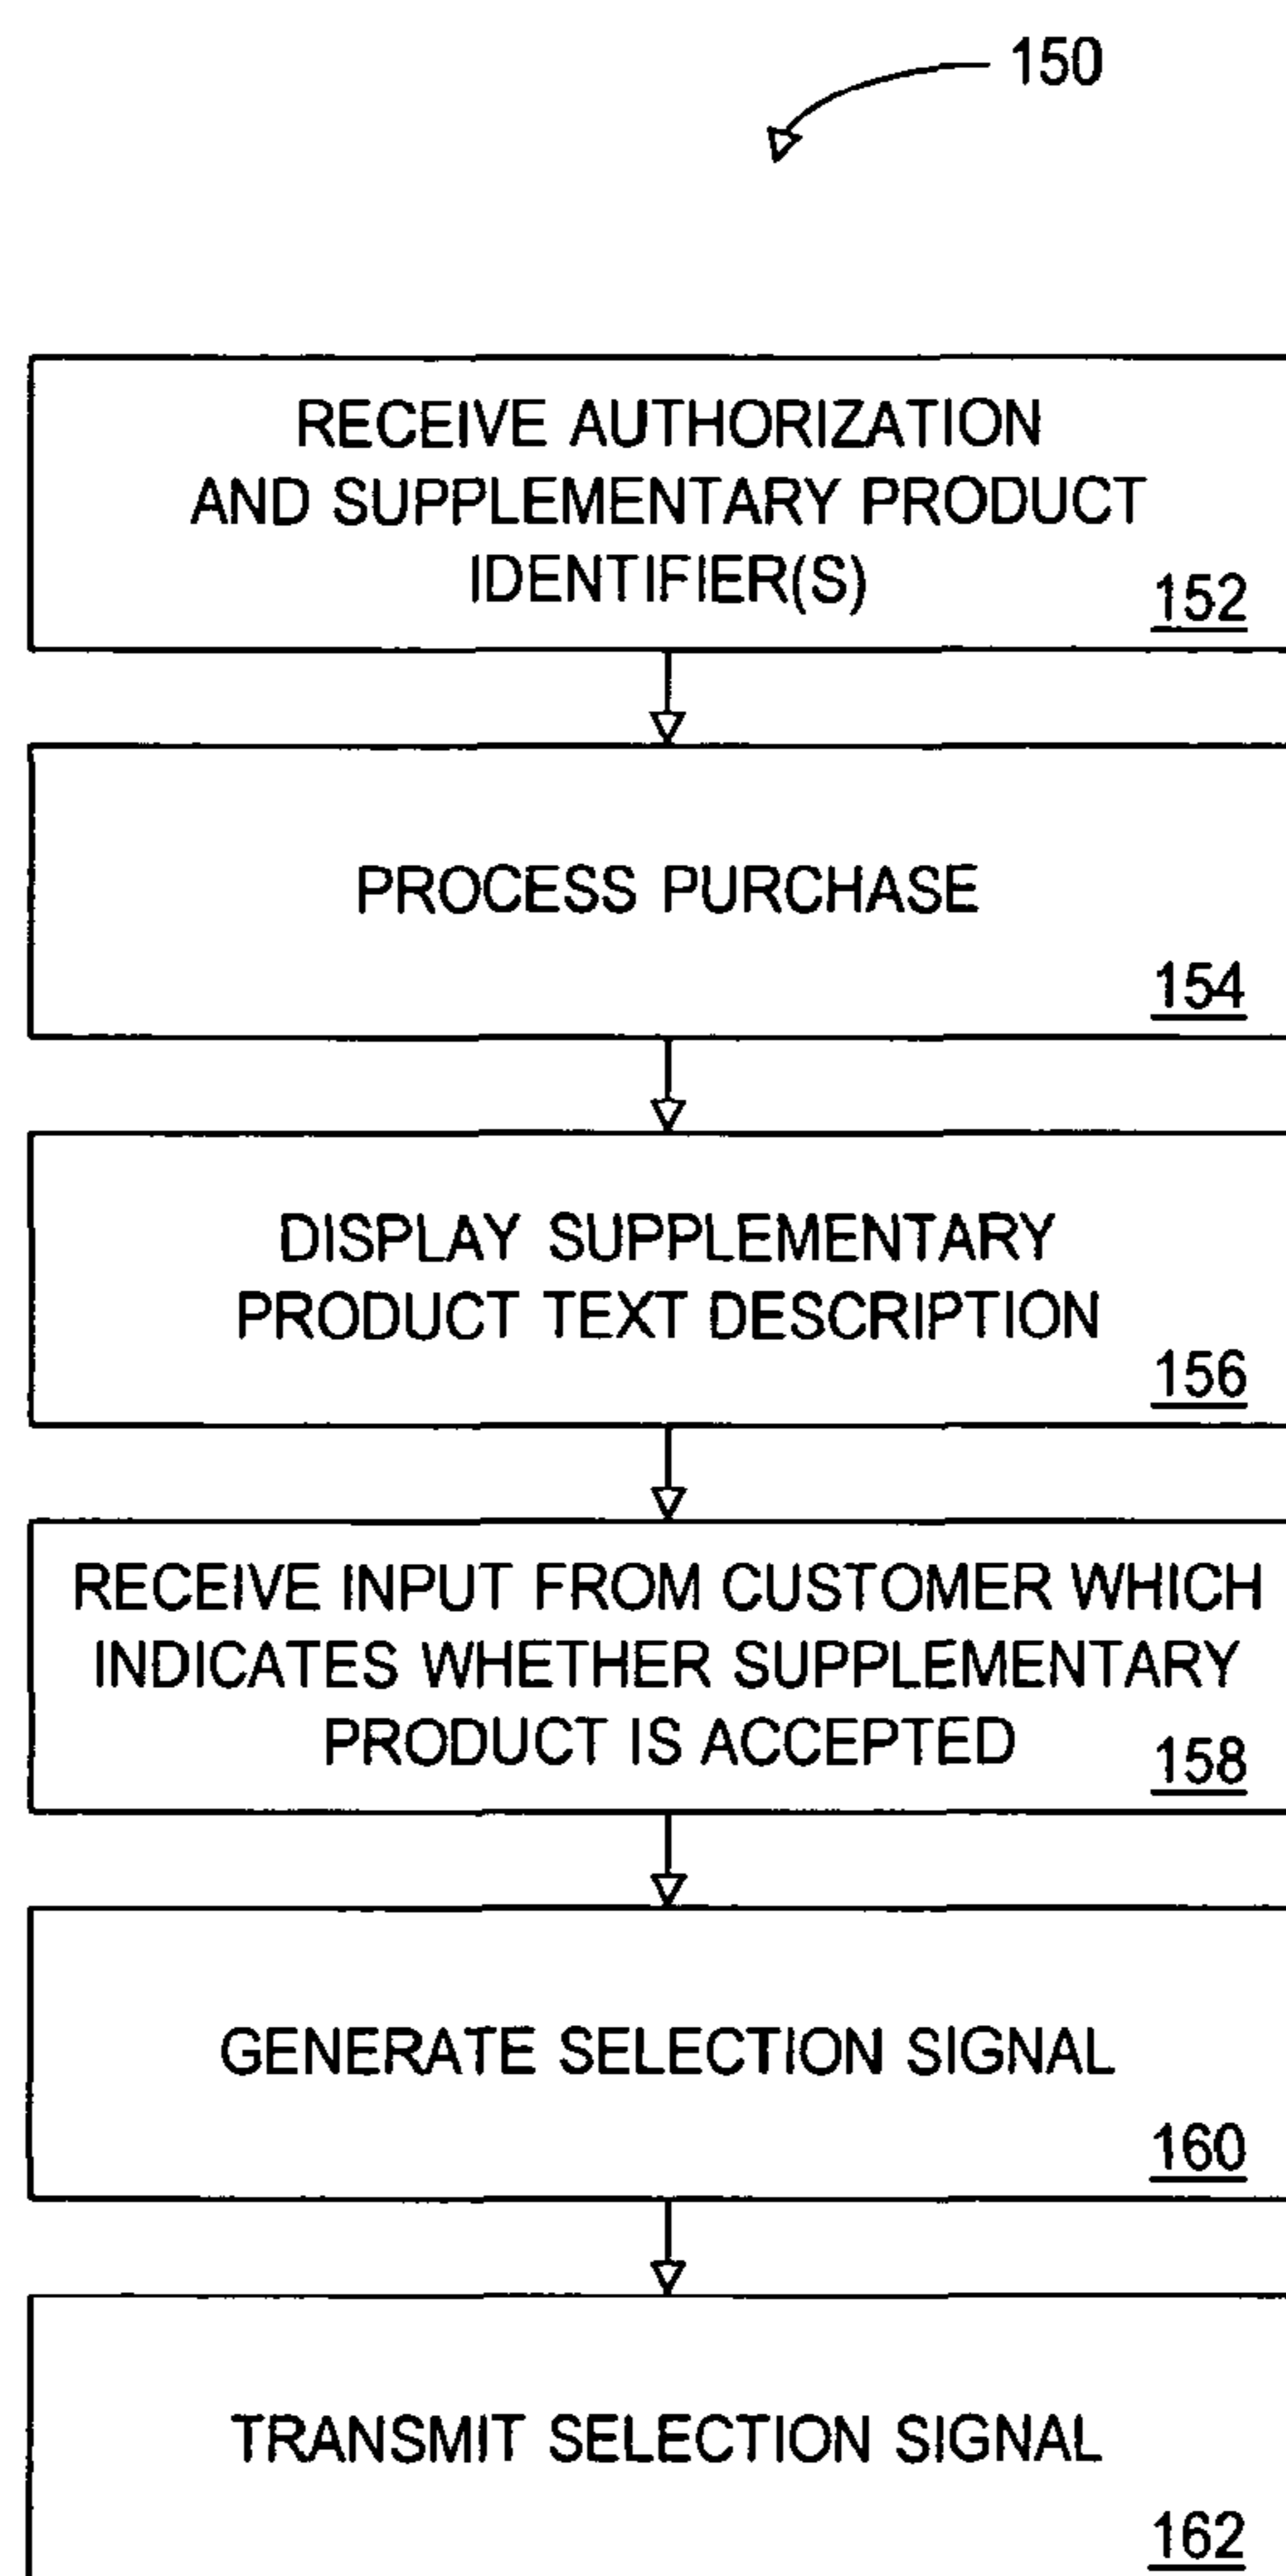 150
RECEIVE AUTHORIZATION
AND SUPPLEMENTARY PRODUCT
IDENTIFIER(S)
152
PROCESS PURCHASE
154
DISPLAY SUPPLEMENTARY
PRODUCT TEXT DESCRIPTION
156
RECEIVE INPUT FROM CUSTOMER WHICH
INDICATES WHETHER SUPPLEMENTARY
PRODUCT IS ACCEPTED
158
GENERATE SELECTION SIGNAL
160
TRANSMIT SELECTION SIGNAL
162